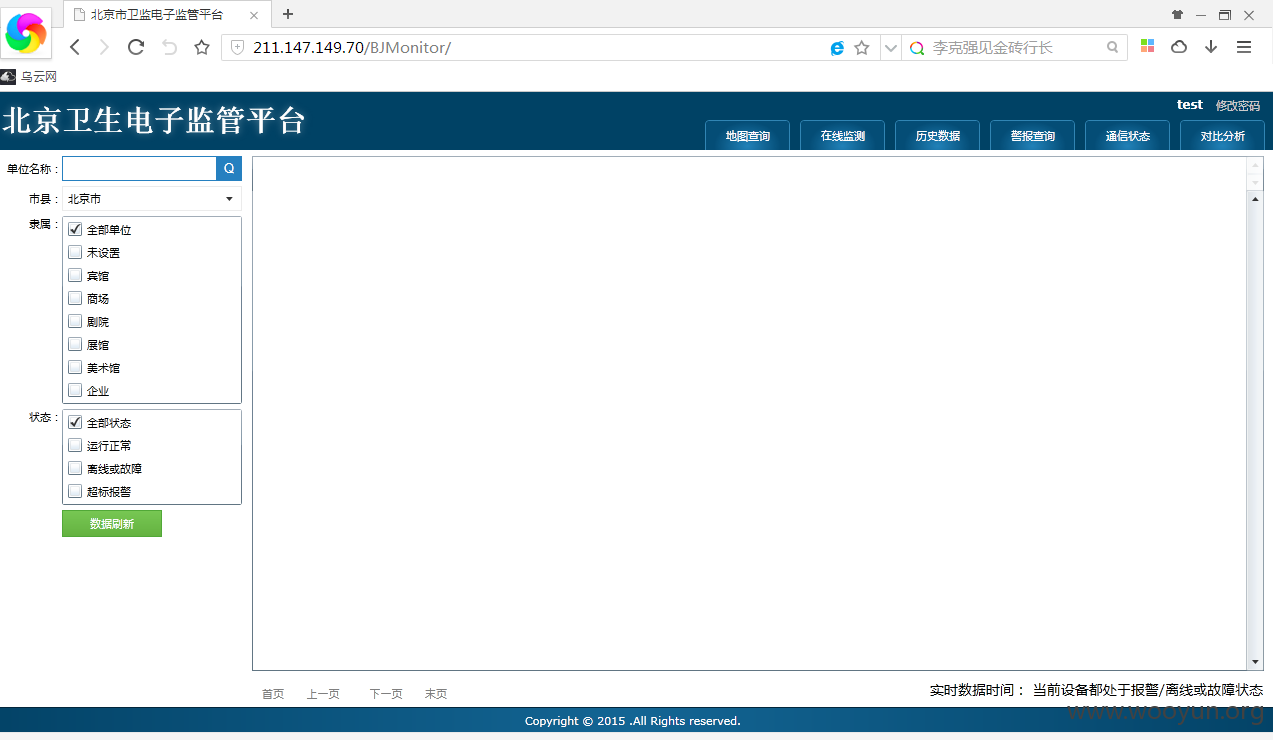 北京市卫监电子监管平台
211.147.149.70/BJMonitor/
李克强见金砖行长
乌云网
北京卫生电子监管平台
test 修改密码
地图查询 在线监测 历史数据 警报查询 通信状态 对比分析
单位名称：
市县： 北京市
隶属： 全部单位
未设置
宾馆
商场
剧院
展馆
美术馆
企业
状态： 全部状态
运行正常
离线或故障
超标报警
数据刷新
首页 上一页 下一页 末页
实时数据时间： 当前设备都处于报警/离线或故障状态
www.wooyun.org
Copyright © 2015 .All Rights reserved.